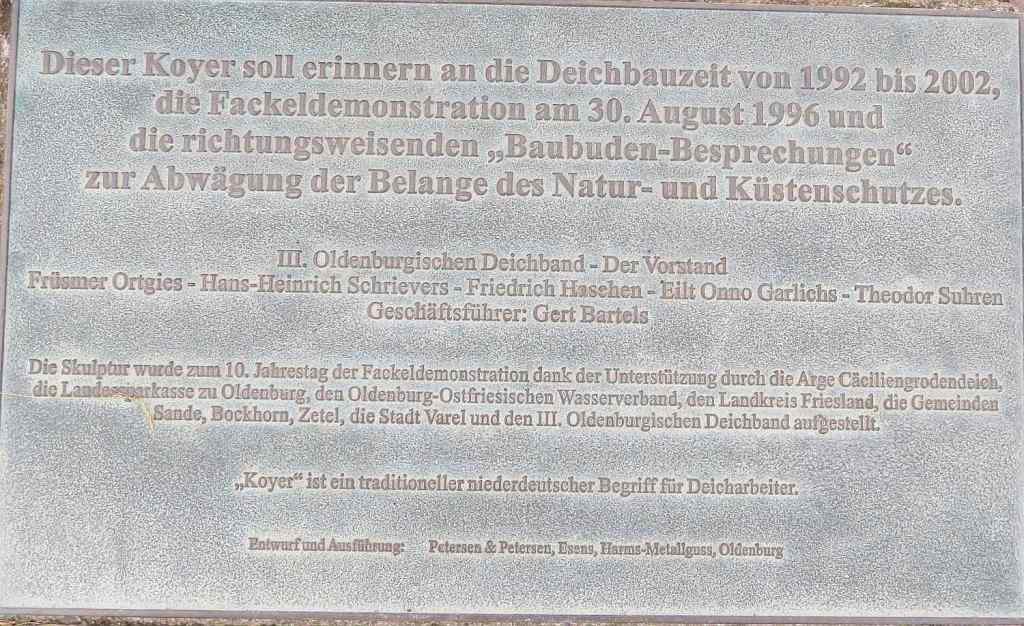 Dieser Koyer soll erinnern an die Deichbauzeit von 1992 bis 2002,
die Fackeldemonstration am 30. August 1996 und
die richtungsweisenden „Baubuden-Besprechungen“
zur Abwägung der Belange des Natur- und Küstenschutzes.
III. Oldenburgischen Deichband - Der Vorstand
Früsmer Ortgies - Hans-Heinrich Schrievers - Friedrich Haschen - Eilt Onno Garlichs - Theodor Suhren
Geschäftsführer: Gert Bartels
Die Skulptur wurde zum 10. Jahrestag der Fackeldemonstration dank der Unterstützung durch die Arge Cäciliengrodendeich,
die Landessparkasse zu Oldenburg, den Oldenburg-Ostfriesischen Wasserverband, den Landkreis Friesland, die Gemeinden
Sande, Bockhorn, Zetel, die Stadt Varel und den III. Oldenburgischen Deichband aufgestellt.
„Koyer“ ist ein traditioneller niederdeutscher Begriff für Deicharbeiter.
Entwurf und Ausführung: Petersen & Petersen, Esens, Harms-Metallguss, Oldenburg